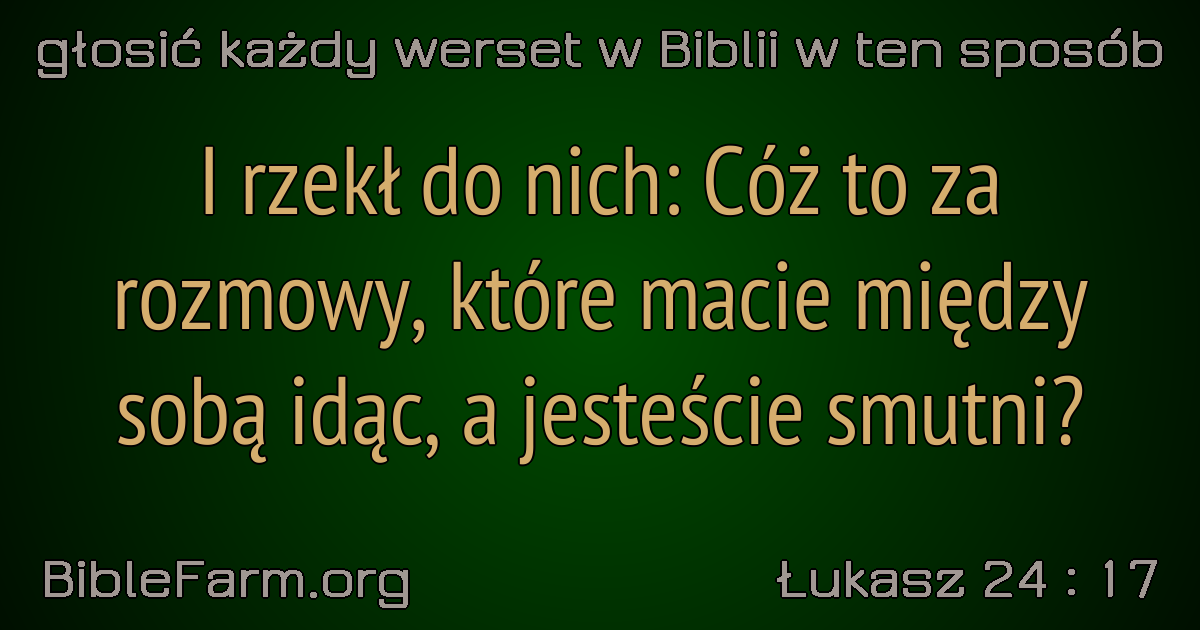 głosić każdy werset w Biblii w ten sposób
I rzekł do nich: Cóż to za
rozmowy, które macie między
sobą idąc, a jesteście smutni?
BibleFarm.org
Łukasz 24 : 17